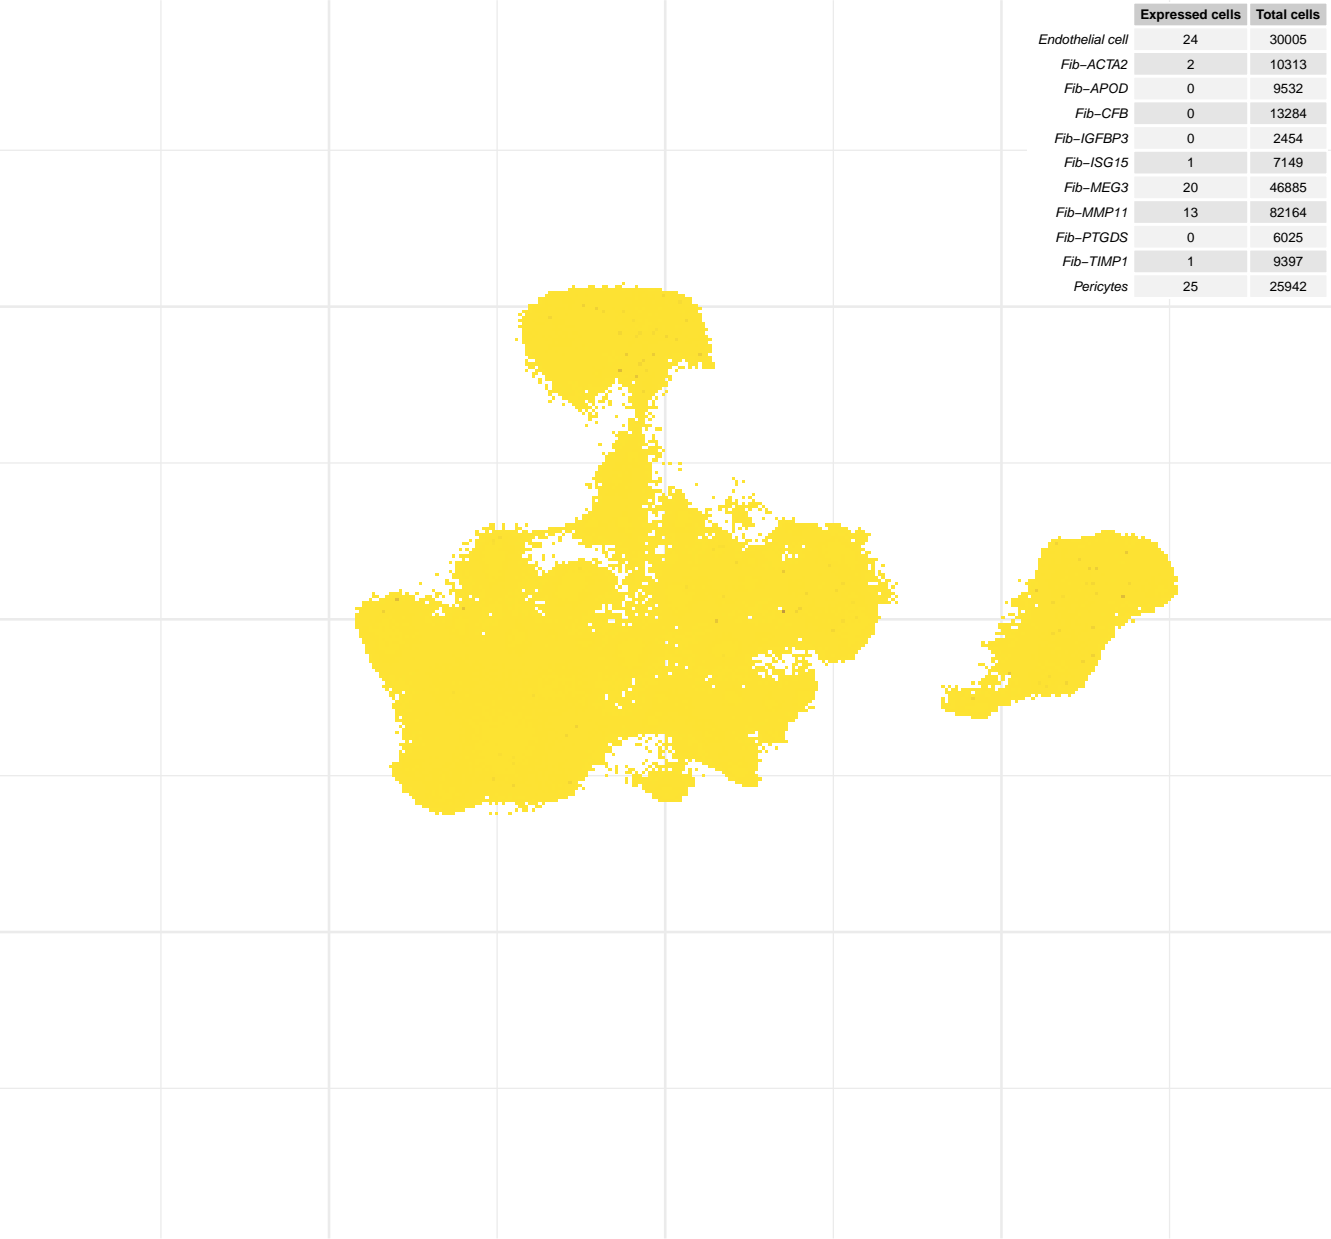 Expressed cells Total cells
Endothelial cell 24 30005
Fib−ACTA2 2 10313
Fib−APOD 0 9532
Fib−CFB 0 13284
Fib−IGFBP3 0 2454
Fib−ISG15 1 7149
Fib−MEG3 20 46885
Fib−MMP11 13 82164
Fib−PTGDS 0 6025
Fib−TIMP1 1 9397
Pericytes 25 25942